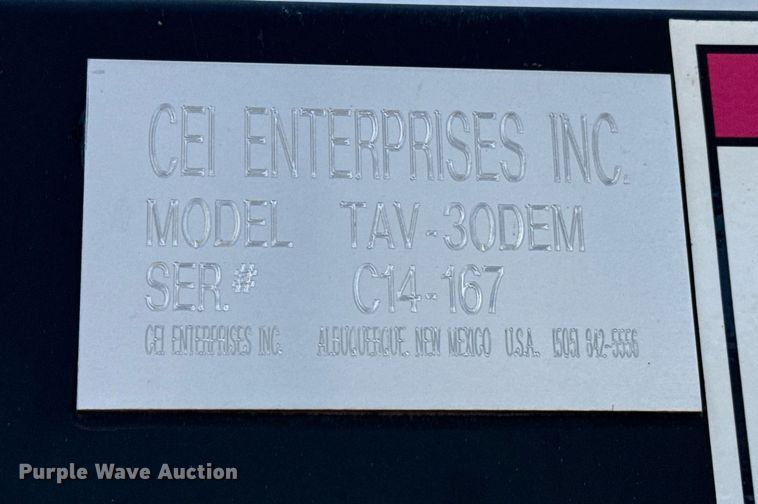 CEI ENTERPRISES INC.
MODEL TAV-30DEM
SER.# C14-167
CEI ENTERPRISES INC. ALBUQUERQUE, NEW MEXICO U.S.A. (505) 842-5556
Purple Wave Auction